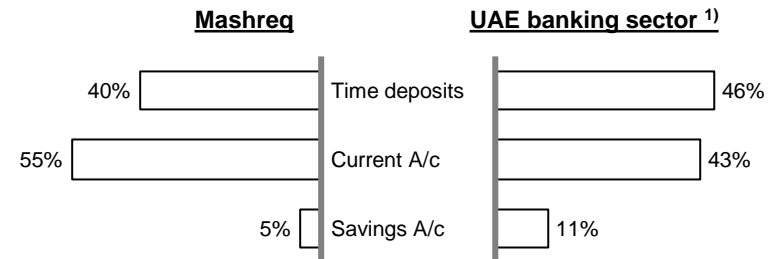 Mashreq UAE banking sector 1)
40% Time deposits 46%
55% Current A/c 43%
5% Savings A/c 11%